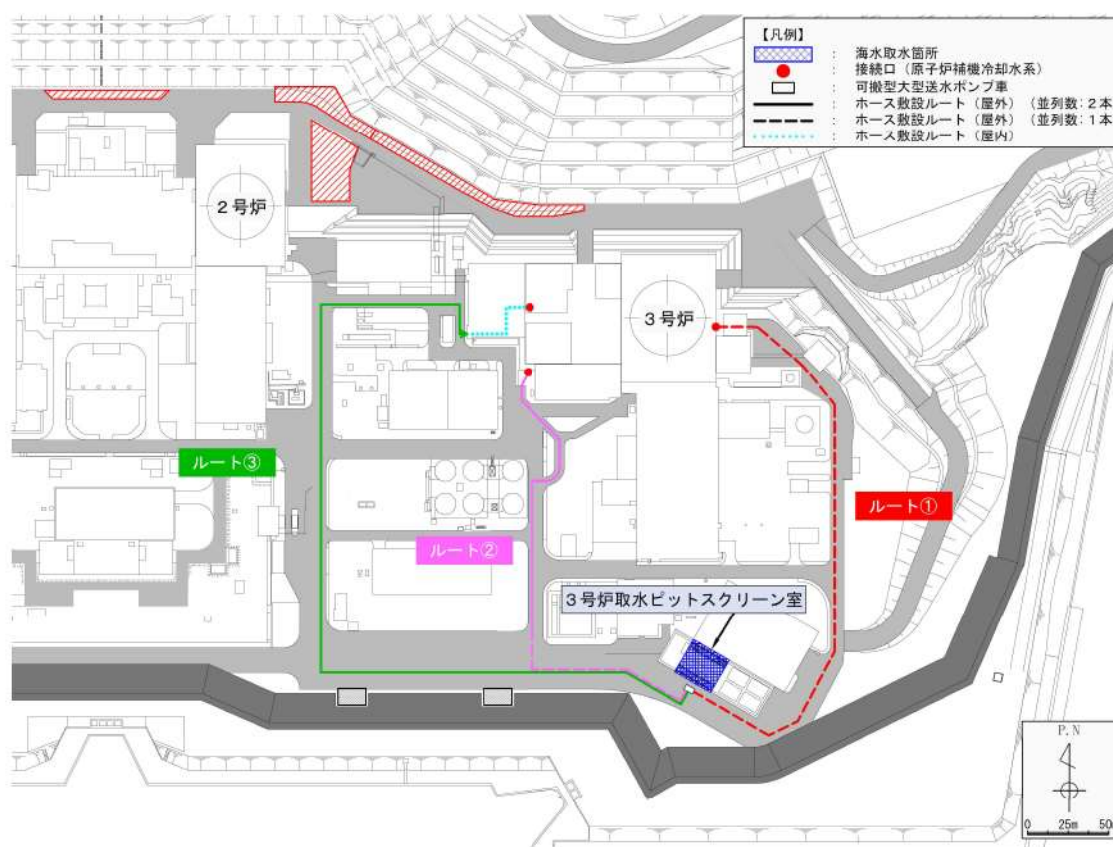 【凡例】
： 海水取水箇所
： 接続口（原子炉補機冷却水系）
： 可搬型大型送水ポンプ車
： ホース敷設ルート（屋外）（並列数：2本
： ホース敷設ルート（屋外）（並列数：1本
： ホース敷設ルート（屋内）
2号炉
3号炉
ルート③
ルート①
ルート②
3号炉取水ピットスクリーン室
P.N
0 25m 50m